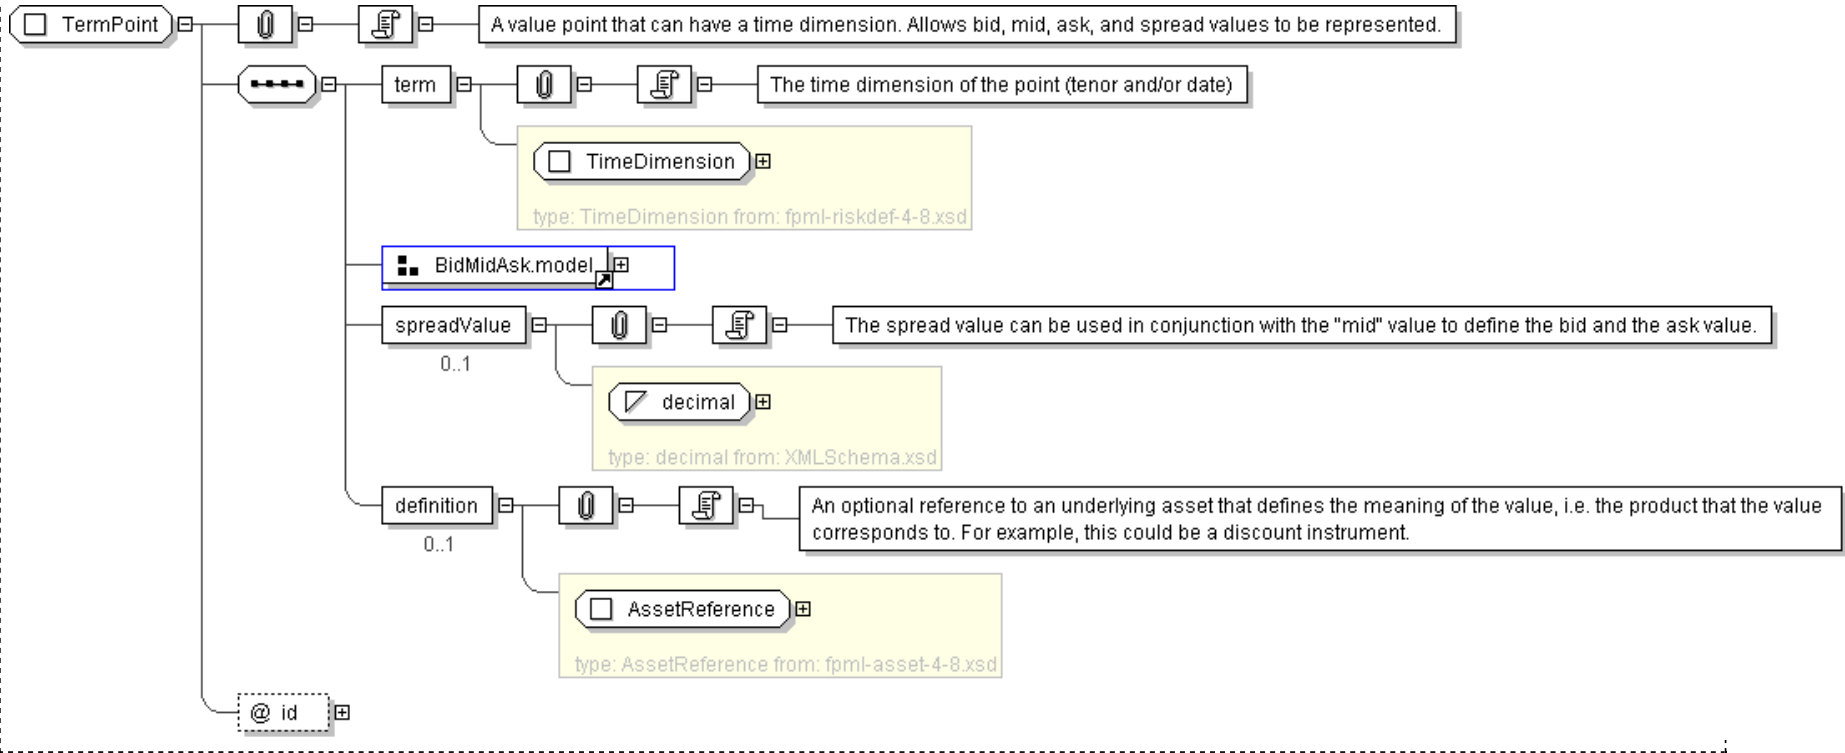 TermPoint
A value point that can have a time dimension. Allows bid, mid, ask, and spread values to be represented.
term
The time dimension of the point (tenor and/or date)
TimeDimension
type: TimeDimension from: fpml-riskdef-4-8.xsd
BidMidAsk.model
spreadValue
The spread value can be used in conjunction with the "mid" value to define the bid and the ask value.
0..1
decimal
type: decimal from: XMLSchema.xsd
definition
An optional reference to an underlying asset that defines the meaning of the value, i.e. the product that the value
corresponds to. For example, this could be a discount instrument.
0..1
AssetReference
type: AssetReference from: fpml-asset-4-8.xsd
@ id